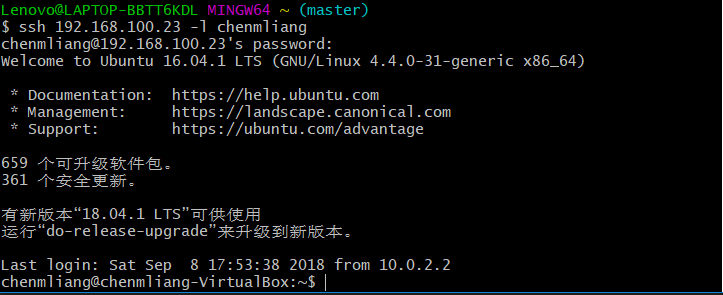 Lenovo@LAPTOP-BBTT6KDL MINGW64 ~ (master)
$ ssh 192.168.100.23 -l chenmliang
chenmliang@192.168.100.23's password:
Welcome to Ubuntu 16.04.1 LTS (GNU/Linux 4.4.0-31-generic x86_64)
* Documentation:  https://help.ubuntu.com
* Management:     https://landscape.canonical.com
* Support:        https://ubuntu.com/advantage
659 个可升级软件包。
361 个安全更新。
有新版本“18.04.1 LTS”可供使用
运行“do-release-upgrade”来升级到新版本。
Last login: Sat Sep  8 17:53:38 2018 from 10.0.2.2
chenmliang@chenmliang-VirtualBox:~$